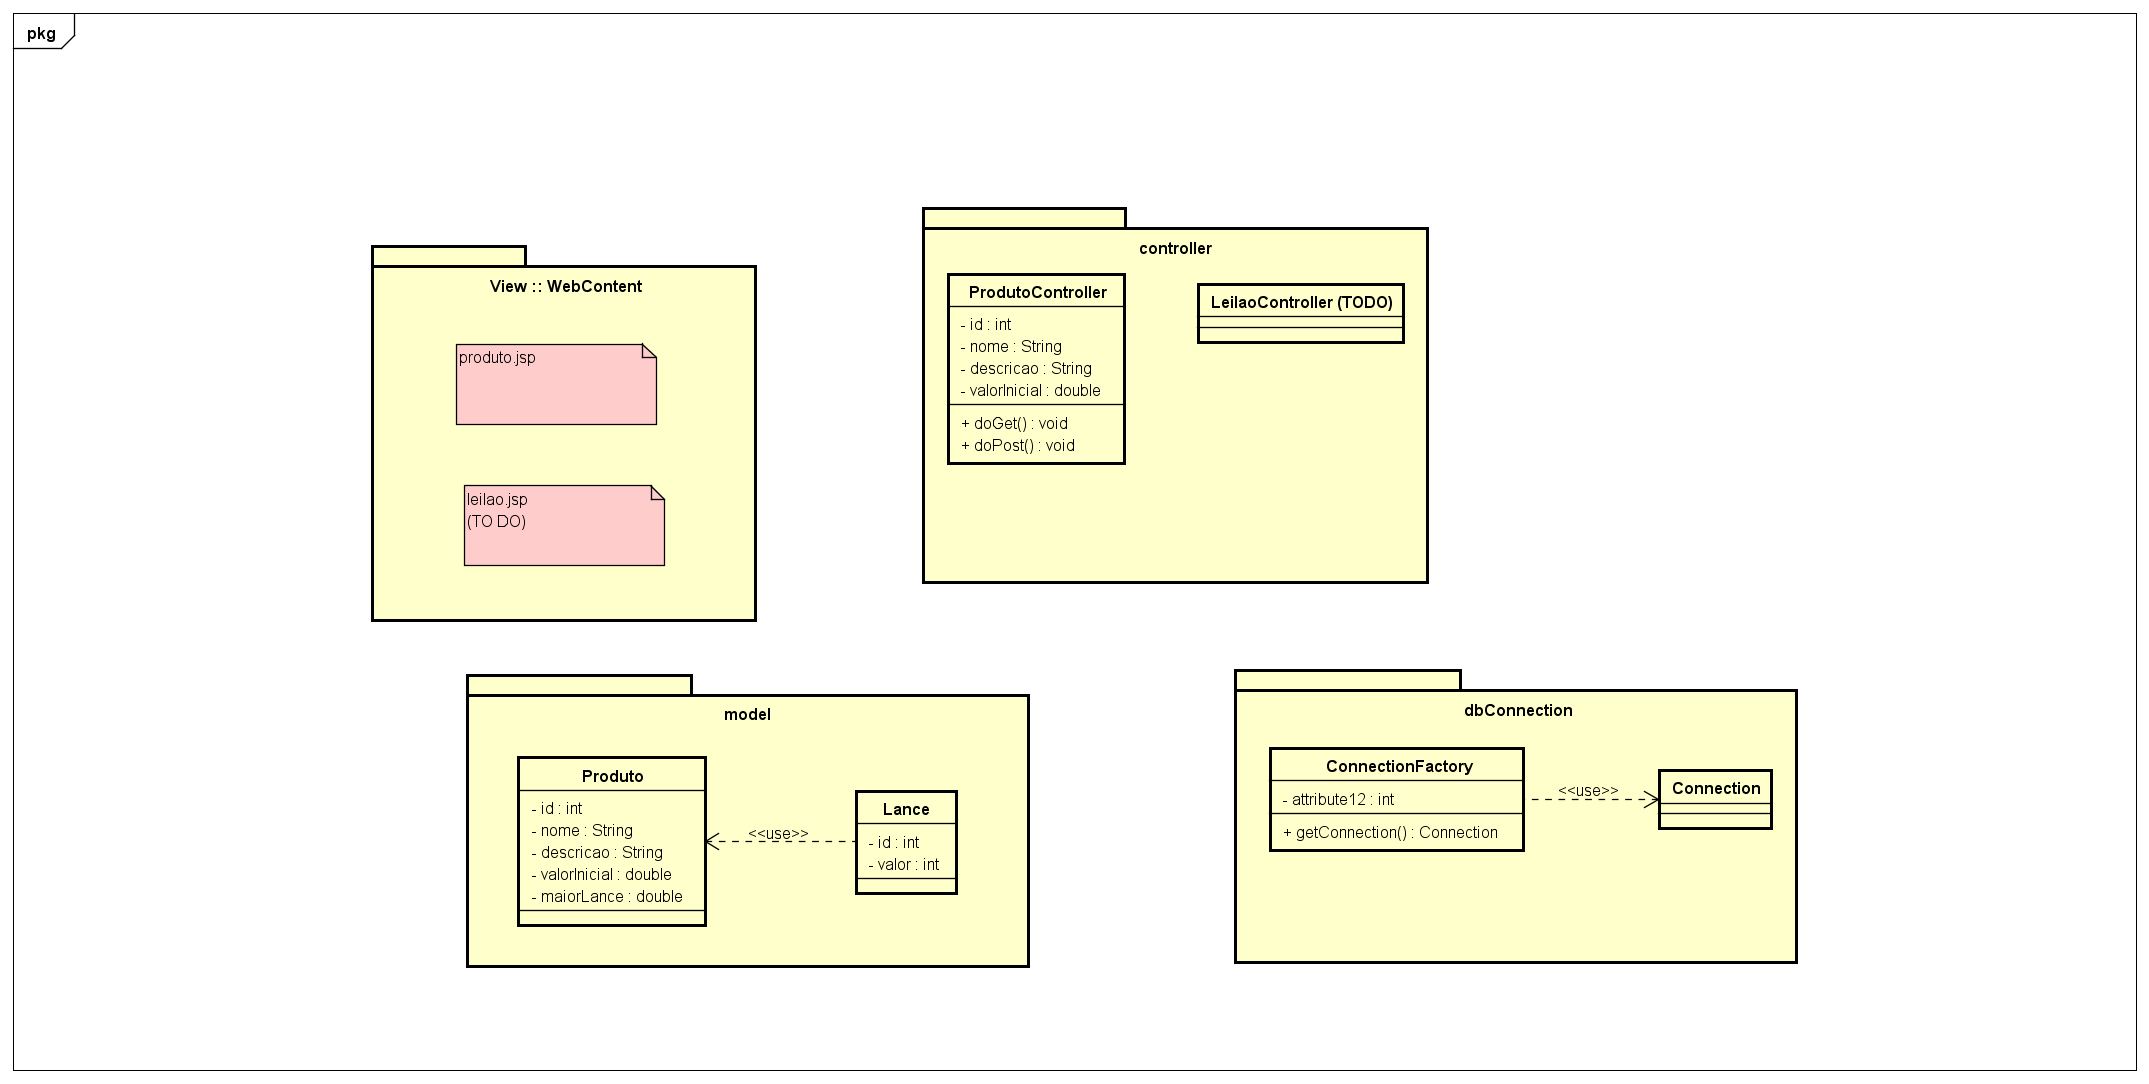 pkg
View :: WebContent
produto.jsp
leilao.jsp
(TO DO)
controller
ProdutoController
- id : int
- nome : String
- descricao : String
- valorInicial : double
+ doGet() : void
+ doPost() : void
LeilaoController (TODO)
model
Produto
- id : int
- nome : String
- descricao : String
- valorInicial : double
- maiorLance : double
<<use>>
Lance
- id : int
- valor : int
dbConnection
ConnectionFactory
- attribute12 : int
+ getConnection() : Connection
<<use>>
Connection